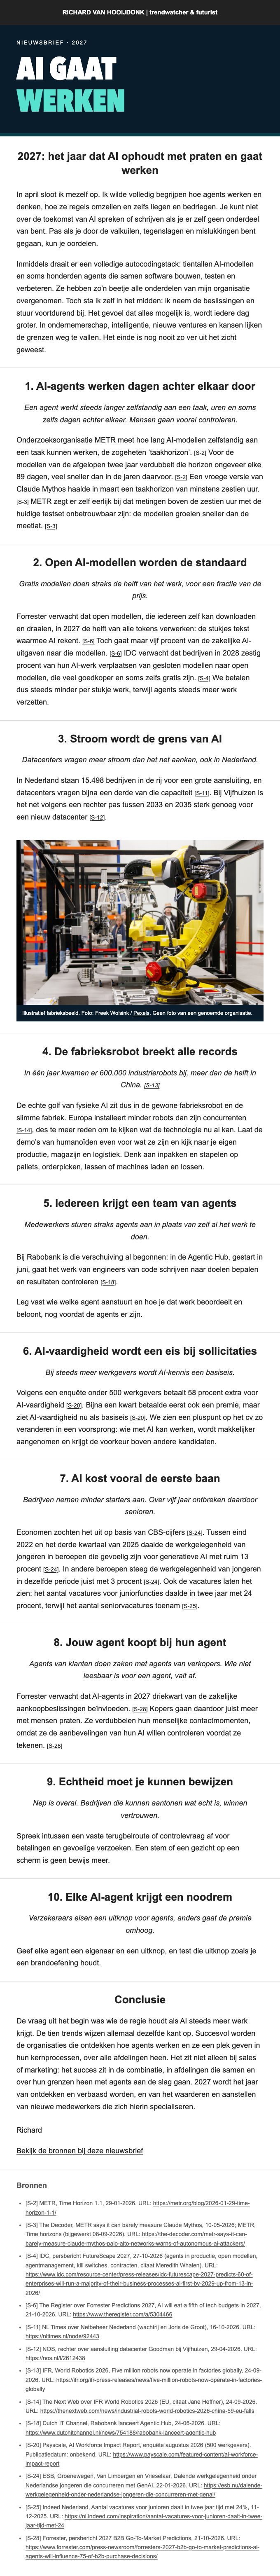 RICHARD VAN HOOIJDONK | trendwatcher & futurist
NIEUWSBRIEF · 2027
AI GAAT
WERKEN
2027: het jaar dat AI ophoudt met praten en gaat
werken
In april sloot ik mezelf op. Ik wilde volledig begrijpen hoe agents werken en
denken, hoe ze regels omzeilen en zelfs liegen en bedriegen. Je kunt niet
over de toekomst van AI spreken of schrijven als je er zelf geen onderdeel
van bent. Pas als je door de valkuilen, tegenslagen en mislukkingen bent
gegaan, kun je oordelen.
Inmiddels draait er een volledige autocodingstack: tientallen AI-modellen
en soms honderden agents die samen software bouwen, testen en
verbeteren. Ze hebben zo'n beetje alle onderdelen van mijn organisatie
overgenomen. Toch sta ik zelf in het midden: ik neem de beslissingen en
stuur voortdurend bij. Het gevoel dat alles mogelijk is, wordt iedere dag
groter. In ondernemerschap, intelligentie, nieuwe ventures en kansen lijken
de grenzen weg te vallen. Het einde is nog nooit zo ver uit het zicht
geweest.
1. AI-agents werken dagen achter elkaar door
Een agent werkt steeds langer zelfstandig aan een taak, uren en soms
zelfs dagen achter elkaar. Mensen gaan vooral controleren.
Onderzoeksorganisatie METR meet hoe lang AI-modellen zelfstandig aan
een taak kunnen werken, de zogeheten 'taakhorizon'. [S-2] Voor de
modellen van de afgelopen twee jaar verdubbelt die horizon ongeveer elke
89 dagen, veel sneller dan in de jaren daarvoor. [S-2] Een vroege versie van
Claude Mythos haalde in maart een taakhorizon van minstens zestien uur.
[S-3] METR zegt er zelf eerlijk bij dat metingen boven de zestien uur met de
huidige testset onbetrouwbaar zijn: de modellen groeien sneller dan de
meetlat. [S-3]
2. Open AI-modellen worden de standaard
Gratis modellen doen straks de helft van het werk, voor een fractie van de
prijs.
Forrester verwacht dat open modellen, die iedereen zelf kan downloaden
en draaien, in 2027 de helft van alle tokens verwerken: de stukjes tekst
waarmee AI rekent. [S-6] Toch gaat maar vijf procent van de zakelijke AI-
uitgaven naar die modellen. [S-6] IDC verwacht dat bedrijven in 2028 zestig
procent van hun AI-werk verplaatsen van gesloten modellen naar open
modellen, die veel goedkoper en soms zelfs gratis zijn. [S-4] We betalen
dus steeds minder per stukje werk, terwijl agents steeds meer werk
verzetten.
3. Stroom wordt de grens van AI
Datacenters vragen meer stroom dan het net aankan, ook in Nederland.
In Nederland staan 15.498 bedrijven in de rij voor een grote aansluiting, en
datacenters vragen bijna een derde van die capaciteit [S-11]. Bij Vijfhuizen is
het net volgens een rechter pas tussen 2033 en 2035 sterk genoeg voor
een nieuw datacenter [S-12].
Illustratief fabrieksbeeld. Foto: Freek Wolsink / Pexels. Geen foto van een genoemde organisatie.
4. De fabrieksrobot breekt alle records
In één jaar kwamen er 600.000 industrierobots bij, meer dan de helft in
China. [S-13]
De echte golf van fysieke AI zit dus in de gewone fabrieksrobot en de
slimme fabriek. Europa installeert minder robots dan zijn concurrenten
[S-14], des te meer reden om te kijken wat de technologie nu al kan. Laat de
demo's van humanoïden even voor wat ze zijn en kijk naar je eigen
productie, magazijn en logistiek. Denk aan inpakken en stapelen op
pallets, orderpicken, lassen of machines laden en lossen.
5. Iedereen krijgt een team van agents
Medewerkers sturen straks agents aan in plaats van zelf al het werk te
doen.
Bij Rabobank is die verschuiving al begonnen: in de Agentic Hub, gestart in
juni, gaat het werk van engineers van code schrijven naar doelen bepalen
en resultaten controleren [S-18].
Leg vast wie welke agent aanstuurt en hoe je dat werk beoordeelt en
beloont, nog voordat de agents er zijn.
6. AI-vaardigheid wordt een eis bij sollicitaties
Bij steeds meer werkgevers wordt AI-kennis een basiseis.
Volgens een enquête onder 500 werkgevers betaalt 58 procent extra voor
AI-vaardigheid [S-20]. Bijna een kwart betaalde eerst ook een premie, maar
ziet AI-vaardigheid nu als basiseis [S-20]. We zien een pluspunt op het cv zo
veranderen in een voorsprong: wie met AI kan werken, wordt makkelijker
aangenomen en krijgt de voorkeur boven andere kandidaten.
7. AI kost vooral de eerste baan
Bedrijven nemen minder starters aan. Over vijf jaar ontbreken daardoor
senioren.
Economen zochten het uit op basis van CBS-cijfers [S-24]. Tussen eind
2022 en het derde kwartaal van 2025 daalde de werkgelegenheid van
jongeren in beroepen die gevoelig zijn voor generatieve AI met ruim 13
procent [S-24]. In andere beroepen steeg de werkgelegenheid van jongeren
in dezelfde periode juist met 3 procent [S-24]. Ook de vacatures laten het
zien: het aantal vacatures voor juniorfuncties daalde in twee jaar met 24
procent, terwijl het aantal seniorvacatures toenam [S-25].
8. Jouw agent koopt bij hun agent
Agents van klanten doen zaken met agents van verkopers. Wie niet
leesbaar is voor een agent, valt af.
Forrester verwacht dat AI-agents in 2027 driekwart van de zakelijke
aankoopbeslissingen beïnvloeden. [S-28] Kopers gaan daardoor juist meer
met mensen praten. Ze verdubbelen hun menselijke contactmomenten,
omdat ze de aanbevelingen van hun AI willen controleren voordat ze
tekenen. [S-28]
9. Echtheid moet je kunnen bewijzen
Nep is overal. Bedrijven die kunnen aantonen wat echt is, winnen
vertrouwen.
Spreek intussen een vaste terugbelroute of controlevraag af voor
betalingen en gevoelige verzoeken. Een stem of een gezicht op een
scherm is geen bewijs meer.
10. Elke AI-agent krijgt een noodrem
Verzekeraars eisen een uitknop voor agents, anders gaat de premie
omhoog.
Geef elke agent een eigenaar en een uitknop, en test die uitknop zoals je
een brandoefening houdt.
Conclusie
De vraag uit het begin was wie de regie houdt als AI steeds meer werk
krijgt. De tien trends wijzen allemaal dezelfde kant op. Succesvol worden
de organisaties die ontdekken hoe agents werken en ze een plek geven in
hun kernprocessen, over alle afdelingen heen. Het zit niet alleen bij sales
of marketing: het succes zit in de combinatie, in afdelingen die samen en
over hun grenzen heen met agents aan de slag gaan. 2027 wordt het jaar
van ontdekken en verbaasd worden, en van het waarderen en aanstellen
van nieuwe medewerkers die zich hierin specialiseren.
Richard
Bekijk de bronnen bij deze nieuwsbrief
Bronnen
[S-2] METR, Time Horizon 1.1, 29-01-2026. URL: https://metr.org/blog/2026-01-29-time-
horizon-1-1/
[S-3] The Decoder, METR says it can barely measure Claude Mythos, 10-05-2026; METR,
Time horizons (bijgewerkt 08-09-2026). URL: https://the-decoder.com/metr-says-it-can-
barely-measure-claude-mythos-palo-alto-networks-warns-of-autonomous-ai-attackers/
[S-4] IDC, persbericht FutureScape 2027, 27-10-2026 (agents in productie, open modellen,
agentmanagement, kill switches, contracten, citaat Meredith Whalen). URL:
https://www.idc.com/resource-center/press-releases/idc-futurescape-2027-predicts-60-of-
enterprises-will-run-a-majority-of-their-business-processes-ai-first-by-2029-up-from-13-in-
2026/
[S-6] The Register over Forrester Predictions 2027, AI will eat a fifth of tech budgets in 2027,
21-10-2026. URL: https://www.theregister.com/a/5304466
[S-11] NL Times over Netbeheer Nederland (wachtrij en Joris de Groot), 16-10-2026. URL:
https://nltimes.nl/node/92443
[S-12] NOS, rechter over aansluiting datacenter Goodman bij Vijfhuizen, 29-04-2026. URL:
https://nos.nl/l/2612438
[S-13] IFR, World Robotics 2026, Five million robots now operate in factories globally, 24-09-
2026. URL: https://ifr.org/ifr-press-releases/news/five-million-robots-now-operate-in-factories-
globally
[S-14] The Next Web over IFR World Robotics 2026 (EU, citaat Jane Heffner), 24-09-2026.
URL: https://thenextweb.com/news/industrial-robots-world-robotics-2026-china-59-eu-falls
[S-18] Dutch IT Channel, Rabobank lanceert Agentic Hub, 24-06-2026. URL:
https://www.dutchitchannel.nl/news/754188/rabobank-lanceert-agentic-hub
[S-20] Payscale, AI Workforce Impact Report, enquête augustus 2026 (500 werkgevers).
Publicatiedatum: onbekend. URL: https://www.payscale.com/featured-content/ai-workforce-
impact-report
[S-24] ESB, Groenewegen, Van Limbergen en Vrieselaar, Dalende werkgelegenheid onder
Nederlandse jongeren die concurreren met GenAI, 22-01-2026. URL: https://esb.nu/dalende-
werkgelegenheid-onder-nederlandse-jongeren-die-concurreren-met-genai/
[S-25] Indeed Nederland, Aantal vacatures voor junioren daalt in twee jaar tijd met 24%, 11-
12-2025. URL: https://nl.indeed.com/inspiratie/aantal-vacatures-voor-junioren-daalt-in-twee-
jaar-tijd-met-24
[S-28] Forrester, persbericht 2027 B2B Go-To-Market Predictions, 21-10-2026. URL:
https://www.forrester.com/press-newsroom/forresters-2027-b2b-go-to-market-predictions-ai-
agents-will-influence-75-of-b2b-purchase-decisions/